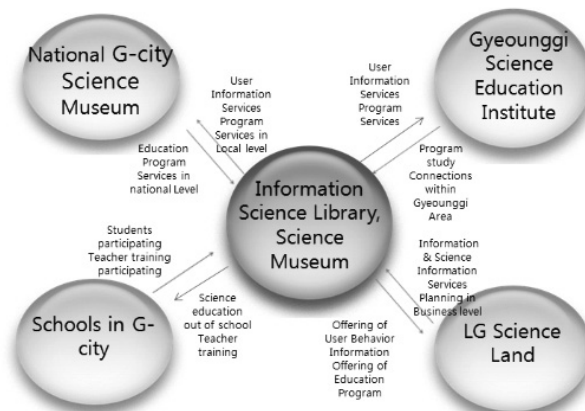 National G-city
Science
Museum
Gyeounggi
Science
Education
Institute
User
Information
Services
Program
Services in
Local level
User
Information
Services
Program
Services
Education
Program
Services in
national Level
Program
study
Connections
within
Gyeounggi
Area
Information
Science Library,
Science
Museum
Students
participating
Teacher training
participating
Information
& Science
Information
Services
Planning in
Business level
Schools in G-
city
Science
education
out of school
Teacher
training
Offering of
User Behavior
Information
Offering of
Education
Program
LG Science
Land